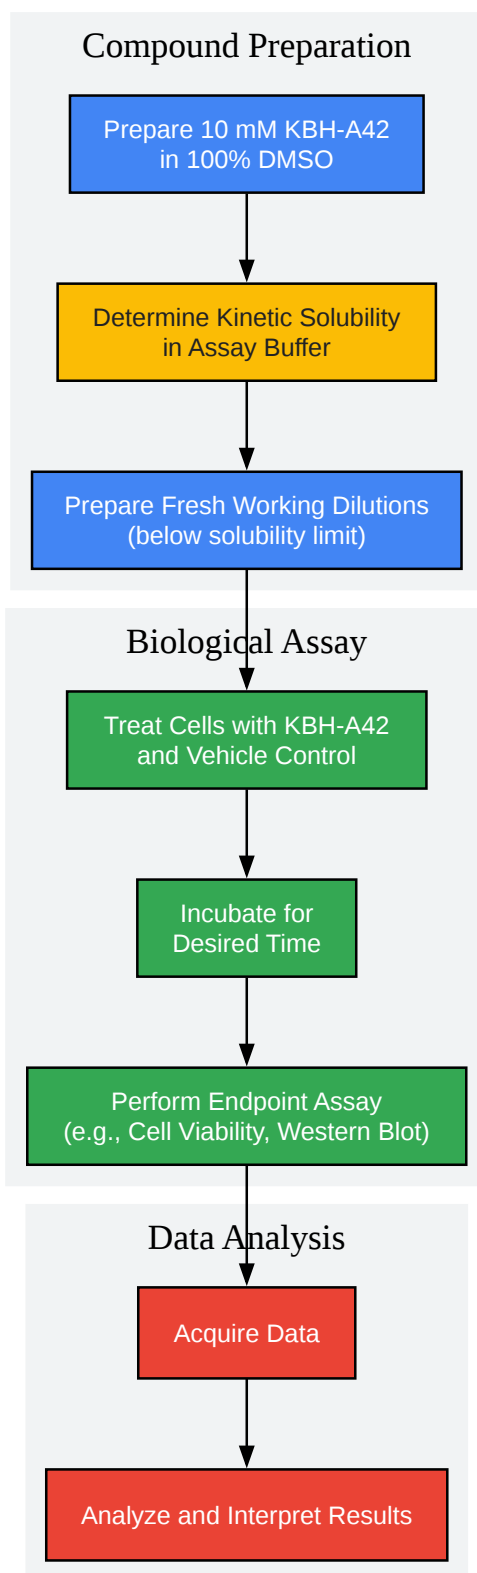 Compound Preparation
Prepare 10 mM KBH-A42
in 100% DMSO
Determine Kinetic Solubility
in Assay Buffer
Prepare Fresh Working Dilutions
(below solubility limit)
Biological Assay
Treat Cells with KBH-A42
and Vehicle Control
Incubate for
Desired Time
Perform Endpoint Assay
(e.g., Cell Viability, Western Blot)
Data Analysis
Acquire Data
Analyze and Interpret Results